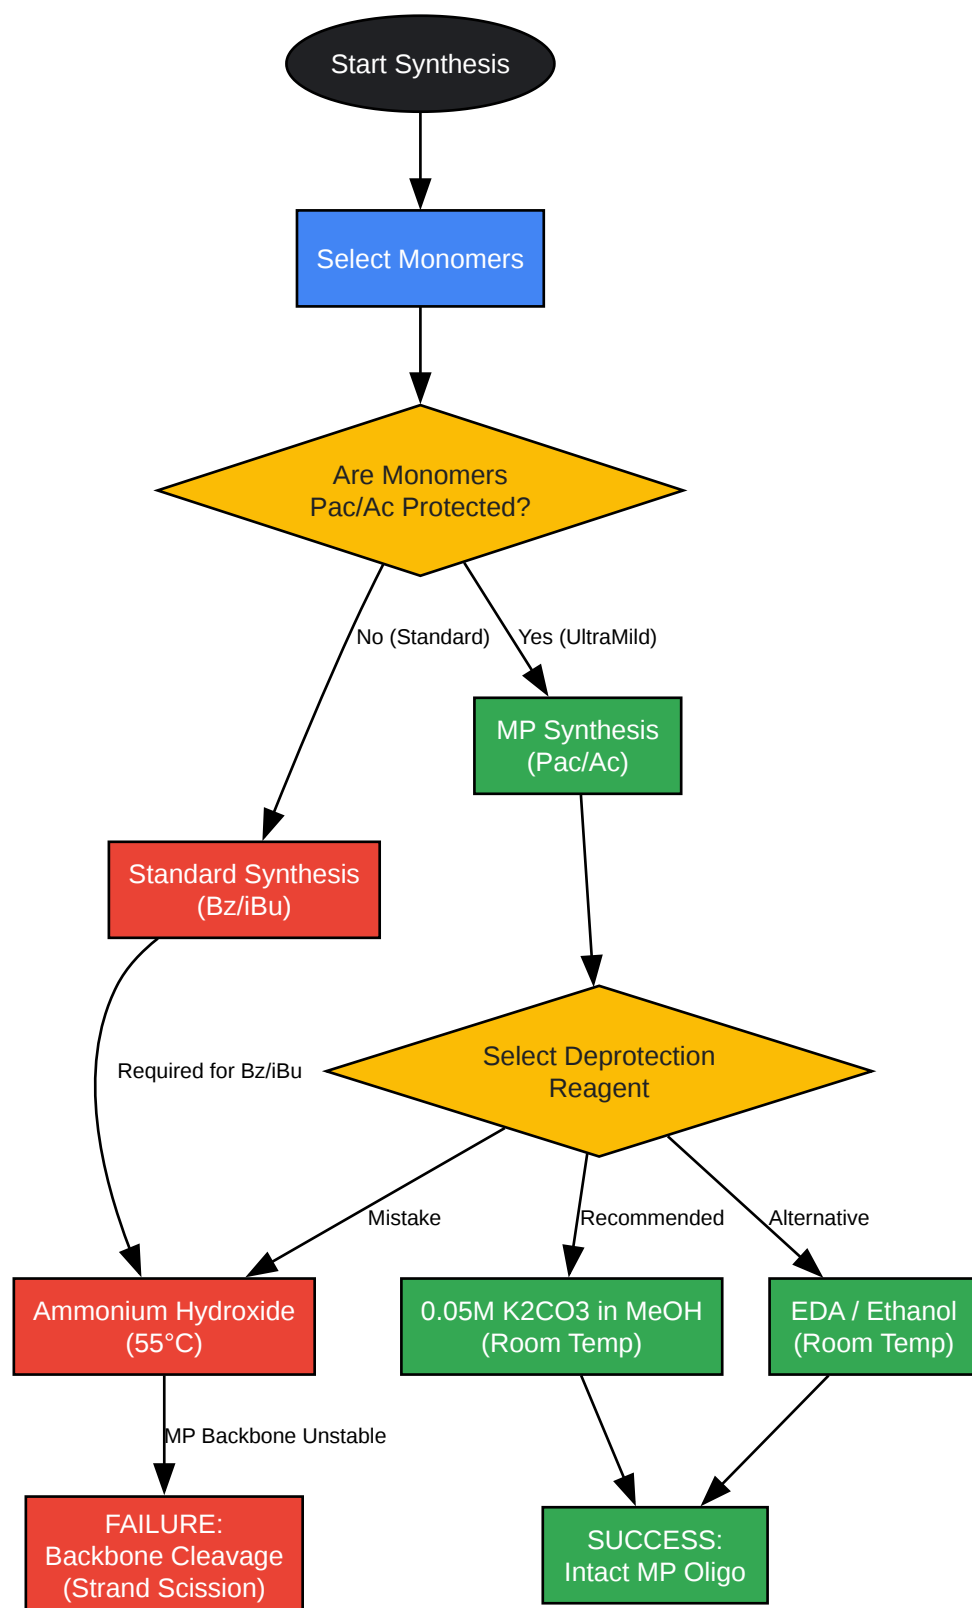 Start Synthesis
Select Monomers
Are Monomers
Pac/Ac Protected?
No (Standard)
Yes (UltraMild)
MP Synthesis
(Pac/Ac)
Standard Synthesis
(Bz/iBu)
Required for Bz/iBu
Select Deprotection
Reagent
Mistake
Recommended
Alternative
Ammonium Hydroxide
(55°C)
0.05M K2CO3 in MeOH
(Room Temp)
EDA / Ethanol
(Room Temp)
MP Backbone Unstable
FAILURE:
Backbone Cleavage
(Strand Scission)
SUCCESS:
Intact MP Oligo